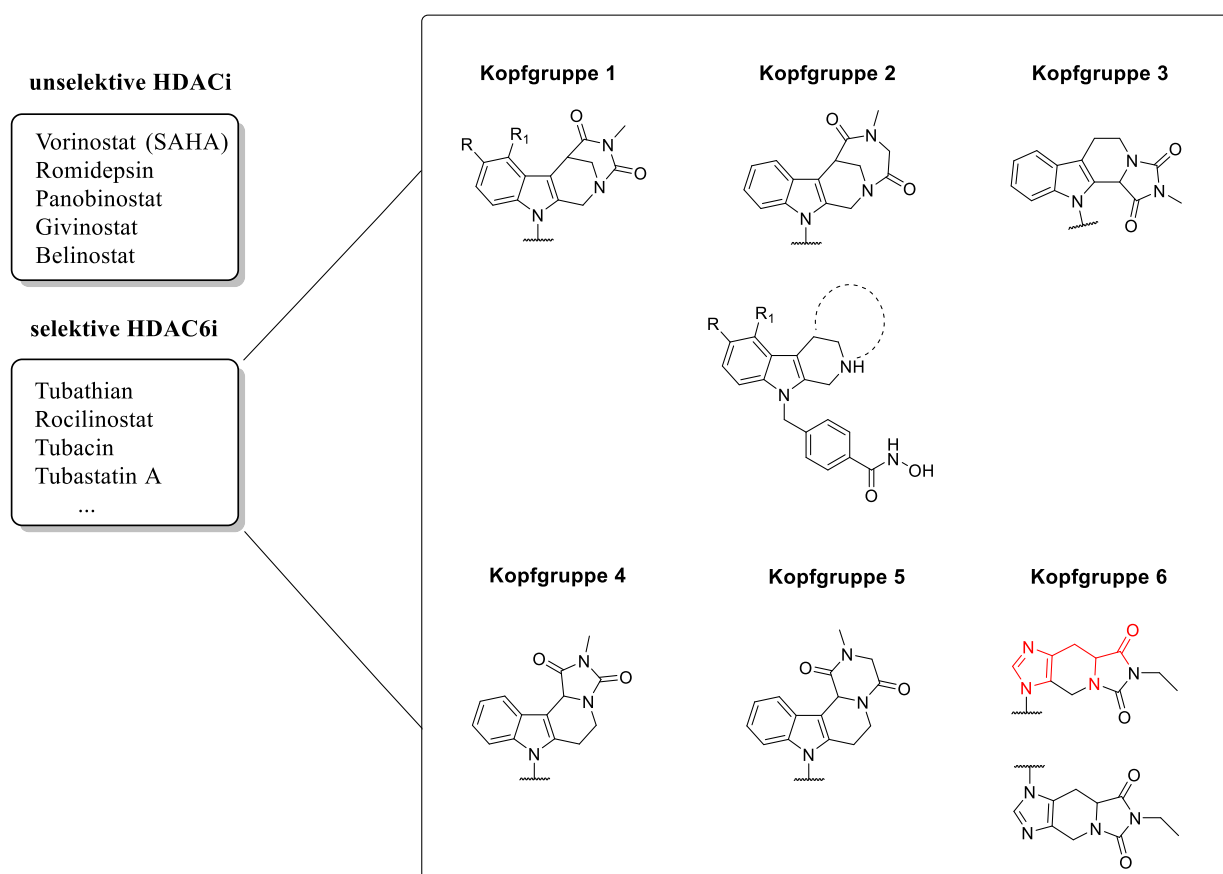 unselektive HDACi
Vorinostat (SAHA)
Romidepsin
Panobinostat
Givinostat
Belinostat
selektive HDAC6i
Tubathian
Rocilinostat
Tubacin
Tubastatin A
...
Kopfgruppe 1
R
R1
O
N
O
N
N
Kopfgruppe 2
O
N
O
N
N
Kopfgruppe 3
N
O
N
N
O
R
R1
NH
N
H
N
OH
O
Kopfgruppe 4
O
N
O
N
N
Kopfgruppe 5
N
O
O
N
N
Kopfgruppe 6
O
N
N
N
N
O
O
N
N
N
N
O